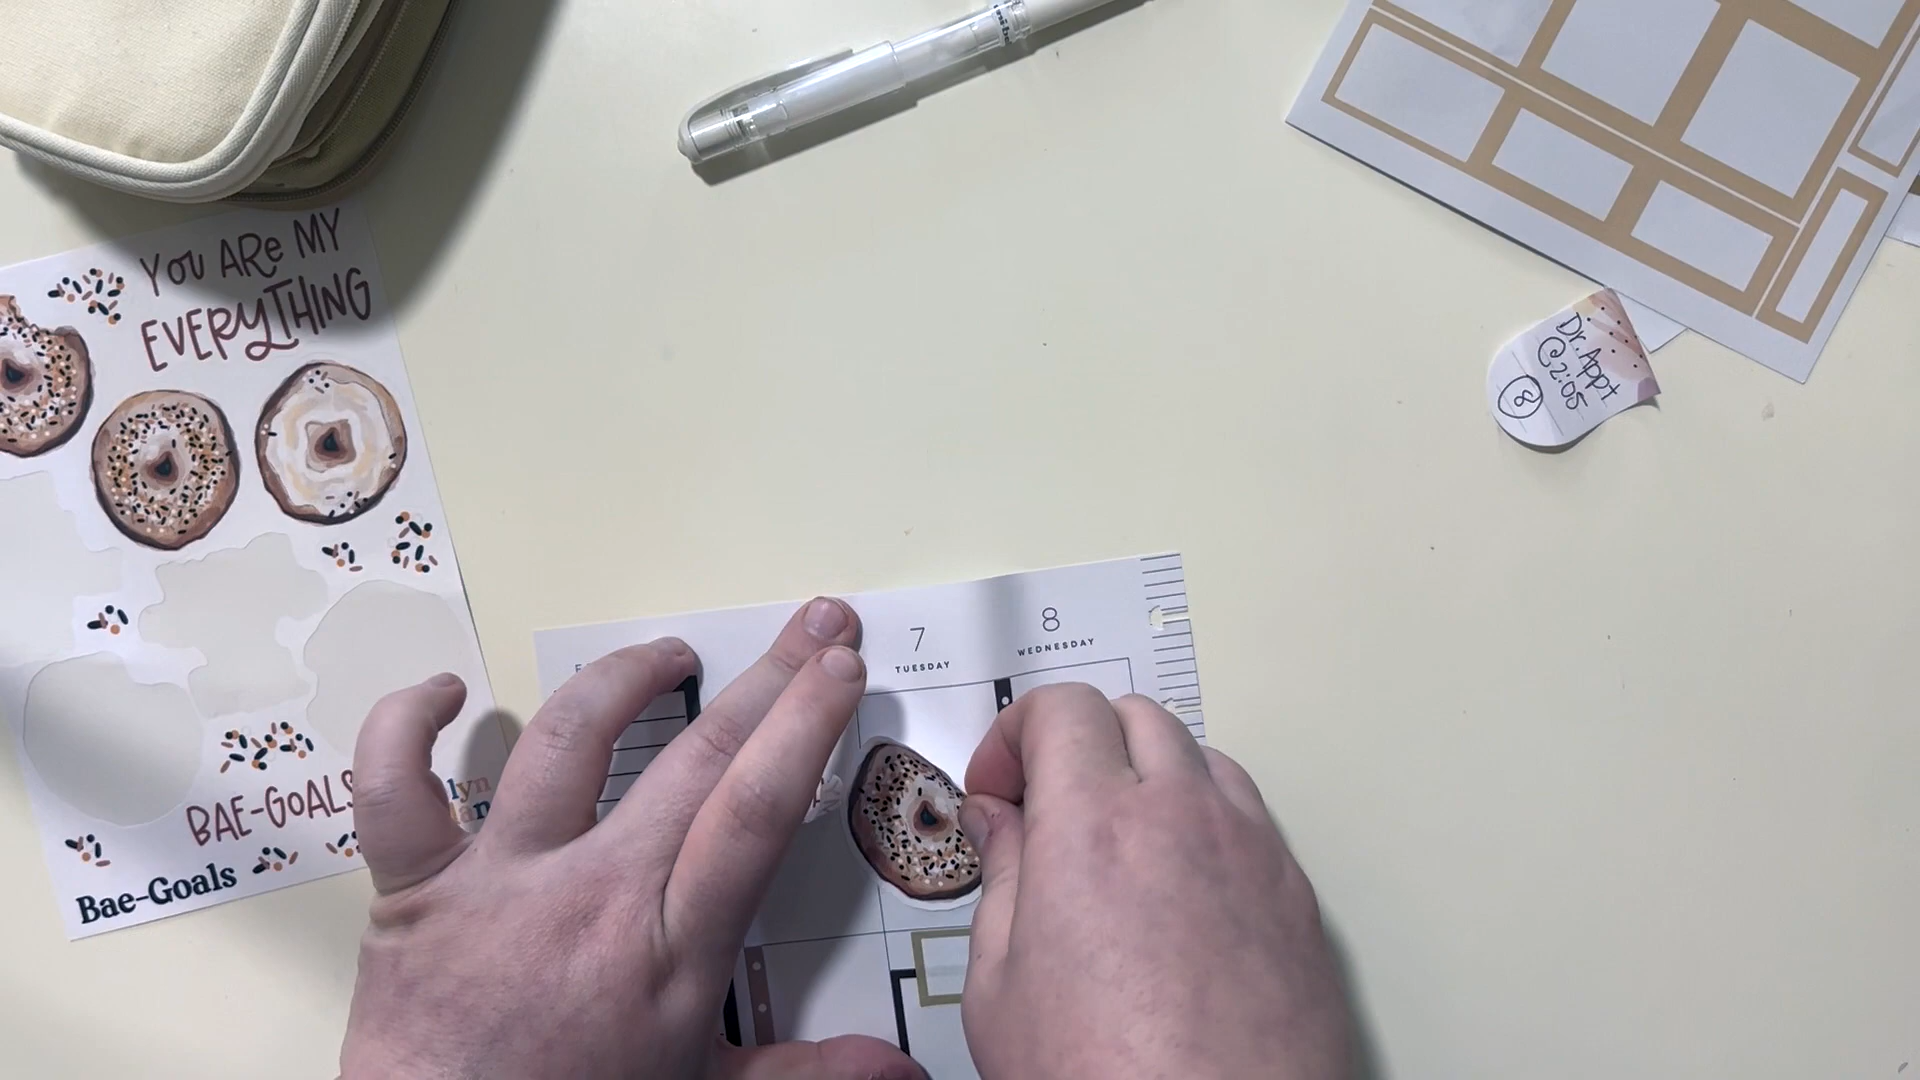 YOU ARe MY
EVERYTHING
BAE-GOALS
Bae-Goals
Dr. Appt
@2:05
8
7
TUESDAY
8
WEDNESDAY